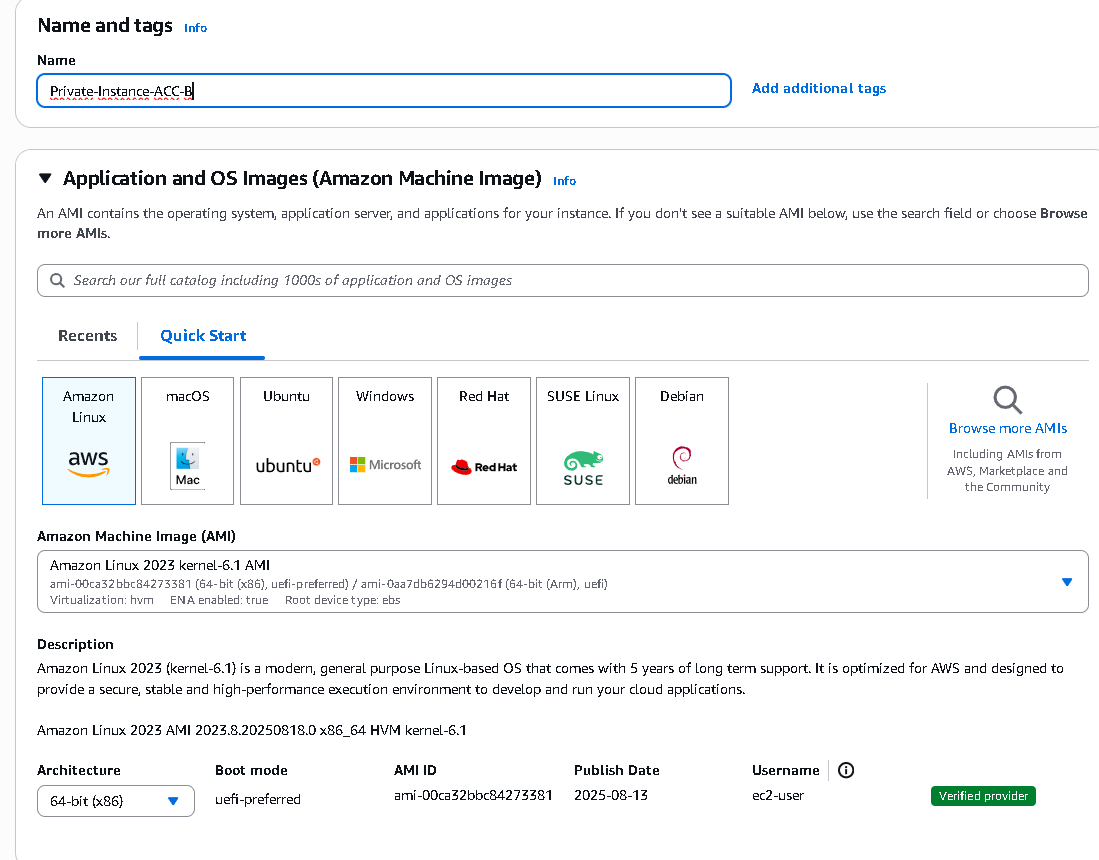 Name and tags Info
Name
Private-Instance-ACC-B
Add additional tags
Application and OS Images (Amazon Machine Image) Info
An AMI contains the operating system, application server, and applications for your instance. If you don't see a suitable AMI below, use the search field or choose Browse
more AMIs.
Search our full catalog including 1000s of application and OS images
Recents
Quick Start
Amazon
Linux
aws
macOS
Mac
Ubuntu
ubuntu
Windows
Microsoft
Red Hat
Red Hat
SUSE Linux
SUSE
Debian
debian
Browse more AMIs
Including AMIs from
AWS, Marketplace and
the Community
Amazon Machine Image (AMI)
Amazon Linux 2023 kernel-6.1 AMI
ami-00ca32bbc84273381 (64-bit (x86), uefi-preferred) / ami-0aa7db6294d00216f (64-bit (Arm), uefi)
Virtualization: hvm ENA enabled: true Root device type: ebs
Description
Amazon Linux 2023 (kernel-6.1) is a modern, general purpose Linux-based OS that comes with 5 years of long term support. It is optimized for AWS and designed to
provide a secure, stable and high-performance execution environment to develop and run your cloud applications.
Amazon Linux 2023 AMI 2023.8.20250818.0 x86_64 HVM kernel-6.1
Architecture
64-bit (x86)
Boot mode
uefi-preferred
AMI ID
ami-00ca32bbc84273381
Publish Date
2025-08-13
Username
ec2-user
Verified provider